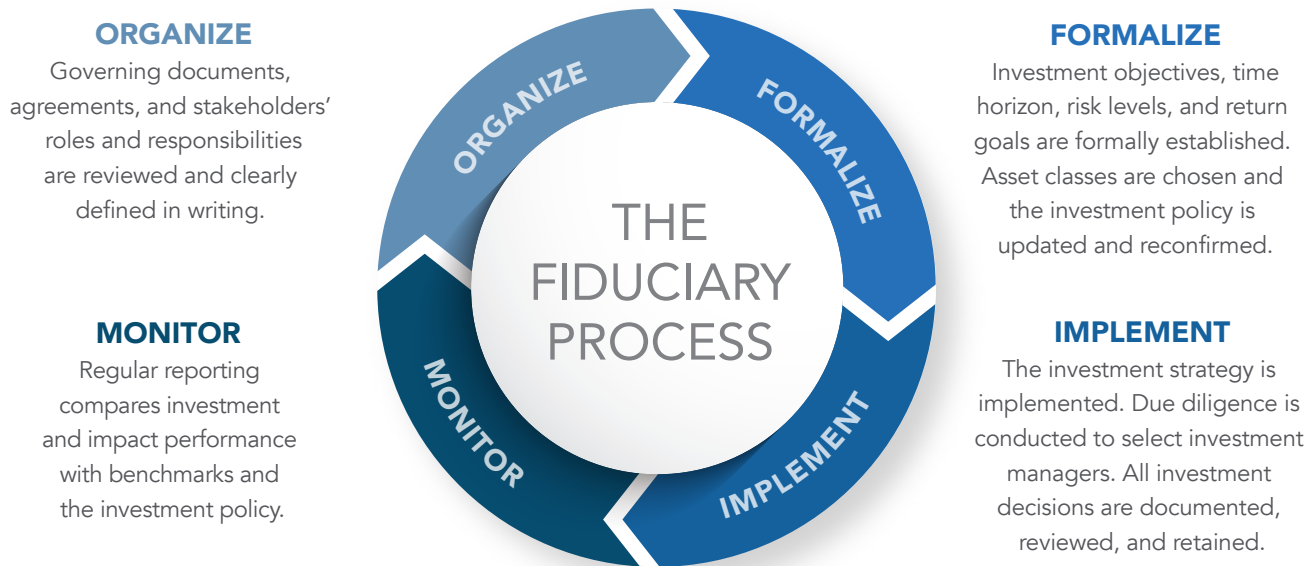 ORGANIZE
Governing documents,
agreements, and stakeholders’
roles and responsibilities
are reviewed and clearly
defined in writing.
FORMALIZE
Investment objectives, time
horizon, risk levels, and return
goals are formally established.
Asset classes are chosen and
the investment policy is
updated and reconfirmed.
MONITOR
Regular reporting
compares investment
and impact performance
with benchmarks and
the investment policy.
IMPLEMENT
The investment strategy is
implemented. Due diligence is
conducted to select investment
managers. All investment
decisions are documented,
reviewed, and retained.
ORGANIZE
FORMALIZE
IMPLEMENT
MONITOR
THE
FIDUCIARY
PROCESS